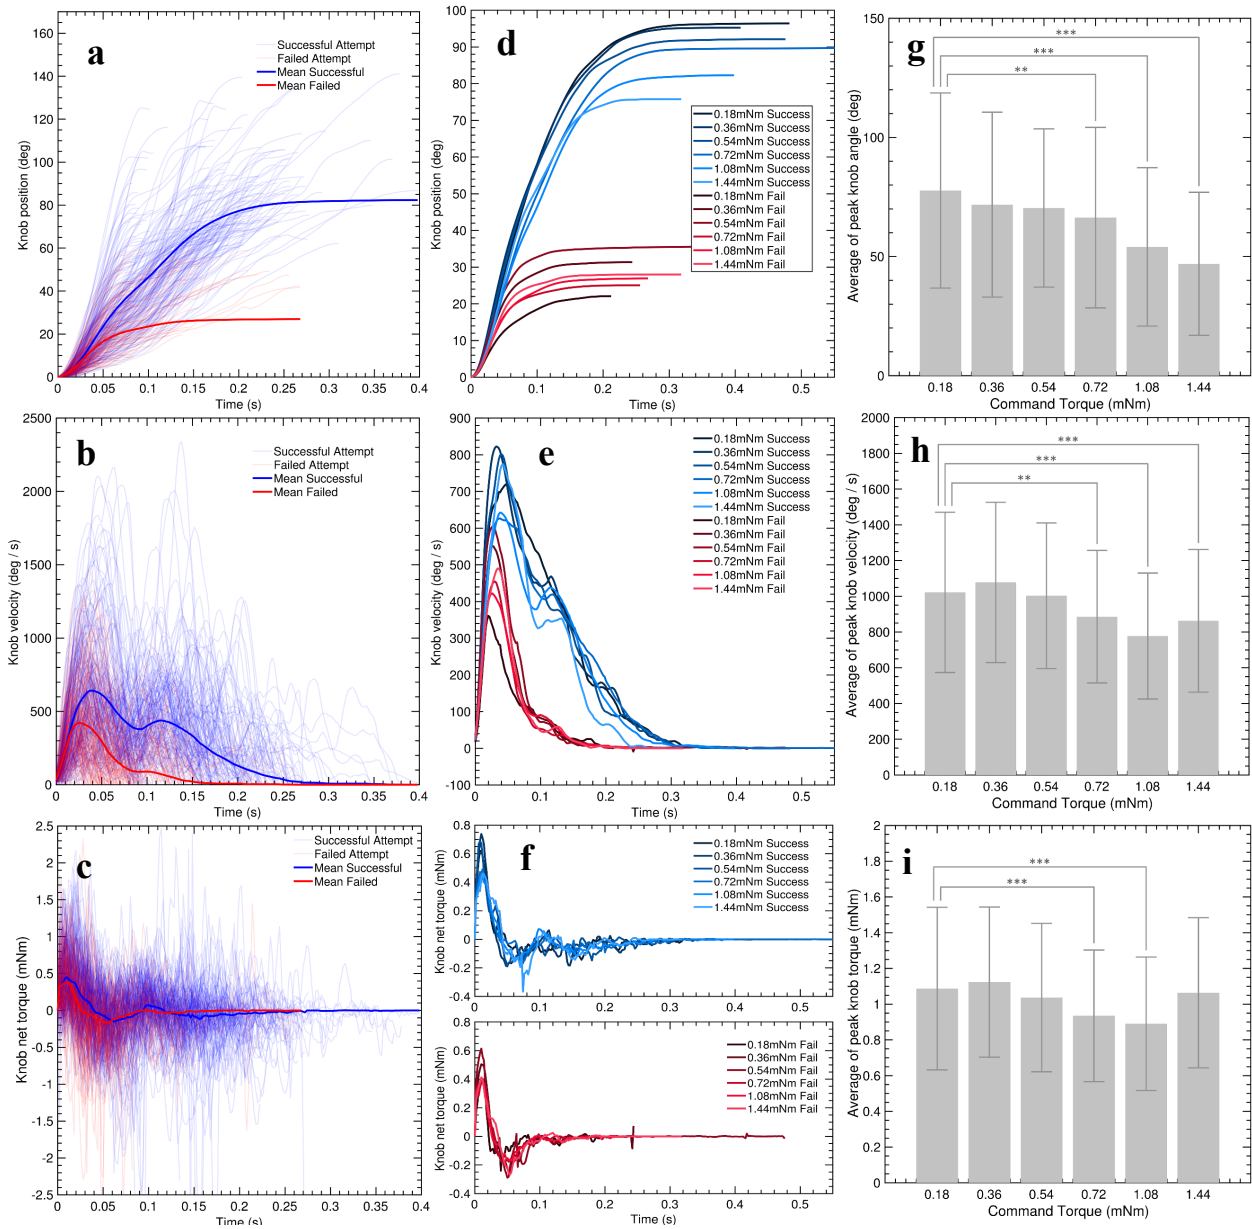 a
Knob position (deg)
160
140
120
100
80
60
40
20
0
Successful Attempt
Failed Attempt
Mean Successful
Mean Failed
0
0.05
0.1
0.15
0.2
0.25
0.3
0.35
0.4
Time (s)
d
Knob position (deg)
100
90
80
70
60
50
40
30
20
10
0
0.18mNm Success
0.36mNm Success
0.54mNm Success
0.72mNm Success
1.08mNm Success
1.44mNm Success
0.18mNm Fail
0.36mNm Fail
0.54mNm Fail
0.72mNm Fail
1.08mNm Fail
1.44mNm Fail
0
0.1
0.2
0.3
0.4
0.5
Time (s)
g
Average of peak knob angle (deg)
150
100
50
0
***
***
**
0.18
0.36
0.54
0.72
1.08
1.44
Command Torque (mNm)
b
Knob velocity (deg / s)
2500
2000
1500
1000
500
0
Successful Attempt
Failed Attempt
Mean Successful
Mean Failed
0
0.05
0.1
0.15
0.2
0.25
0.3
0.35
0.4
Time (s)
e
Knob velocity (deg / s)
900
800
700
600
500
400
300
200
100
0
-100
0.18mNm Success
0.36mNm Success
0.54mNm Success
0.72mNm Success
1.08mNm Success
1.44mNm Success
0.18mNm Fail
0.36mNm Fail
0.54mNm Fail
0.72mNm Fail
1.08mNm Fail
1.44mNm Fail
0
0.1
0.2
0.3
0.4
0.5
Time (s)
h
Average of peak knob velocity (deg / s)
2000
1800
1600
1400
1200
1000
800
600
400
200
0
***
***
**
0.18
0.36
0.54
0.72
1.08
1.44
Command Torque (mNm)
c
Knob net torque (mNm)
2.5
2
1.5
1
0.5
0
-0.5
-1
-1.5
-2
-2.5
Successful Attempt
Failed Attempt
Mean Successful
Mean Failed
0
0.05
0.1
0.15
0.2
0.25
0.3
0.35
0.4
Time (s)
f
Knob net torque (mNm)
0.8
0.6
0.4
0.2
0
-0.2
-0.4
0.18mNm Success
0.36mNm Success
0.54mNm Success
0.72mNm Success
1.08mNm Success
1.44mNm Success
0
0.1
0.2
0.3
0.4
0.5
Knob net torque (mNm)
0.8
0.6
0.4
0.2
0
-0.2
-0.4
0.18mNm Fail
0.36mNm Fail
0.54mNm Fail
0.72mNm Fail
1.08mNm Fail
1.44mNm Fail
0
0.1
0.2
0.3
0.4
0.5
Time (s)
i
Average of peak knob torque (mNm)
2
1.8
1.6
1.4
1.2
1
0.8
0.6
0.4
0.2
0
***
***
0.18
0.36
0.54
0.72
1.08
1.44
Command Torque (mNm)